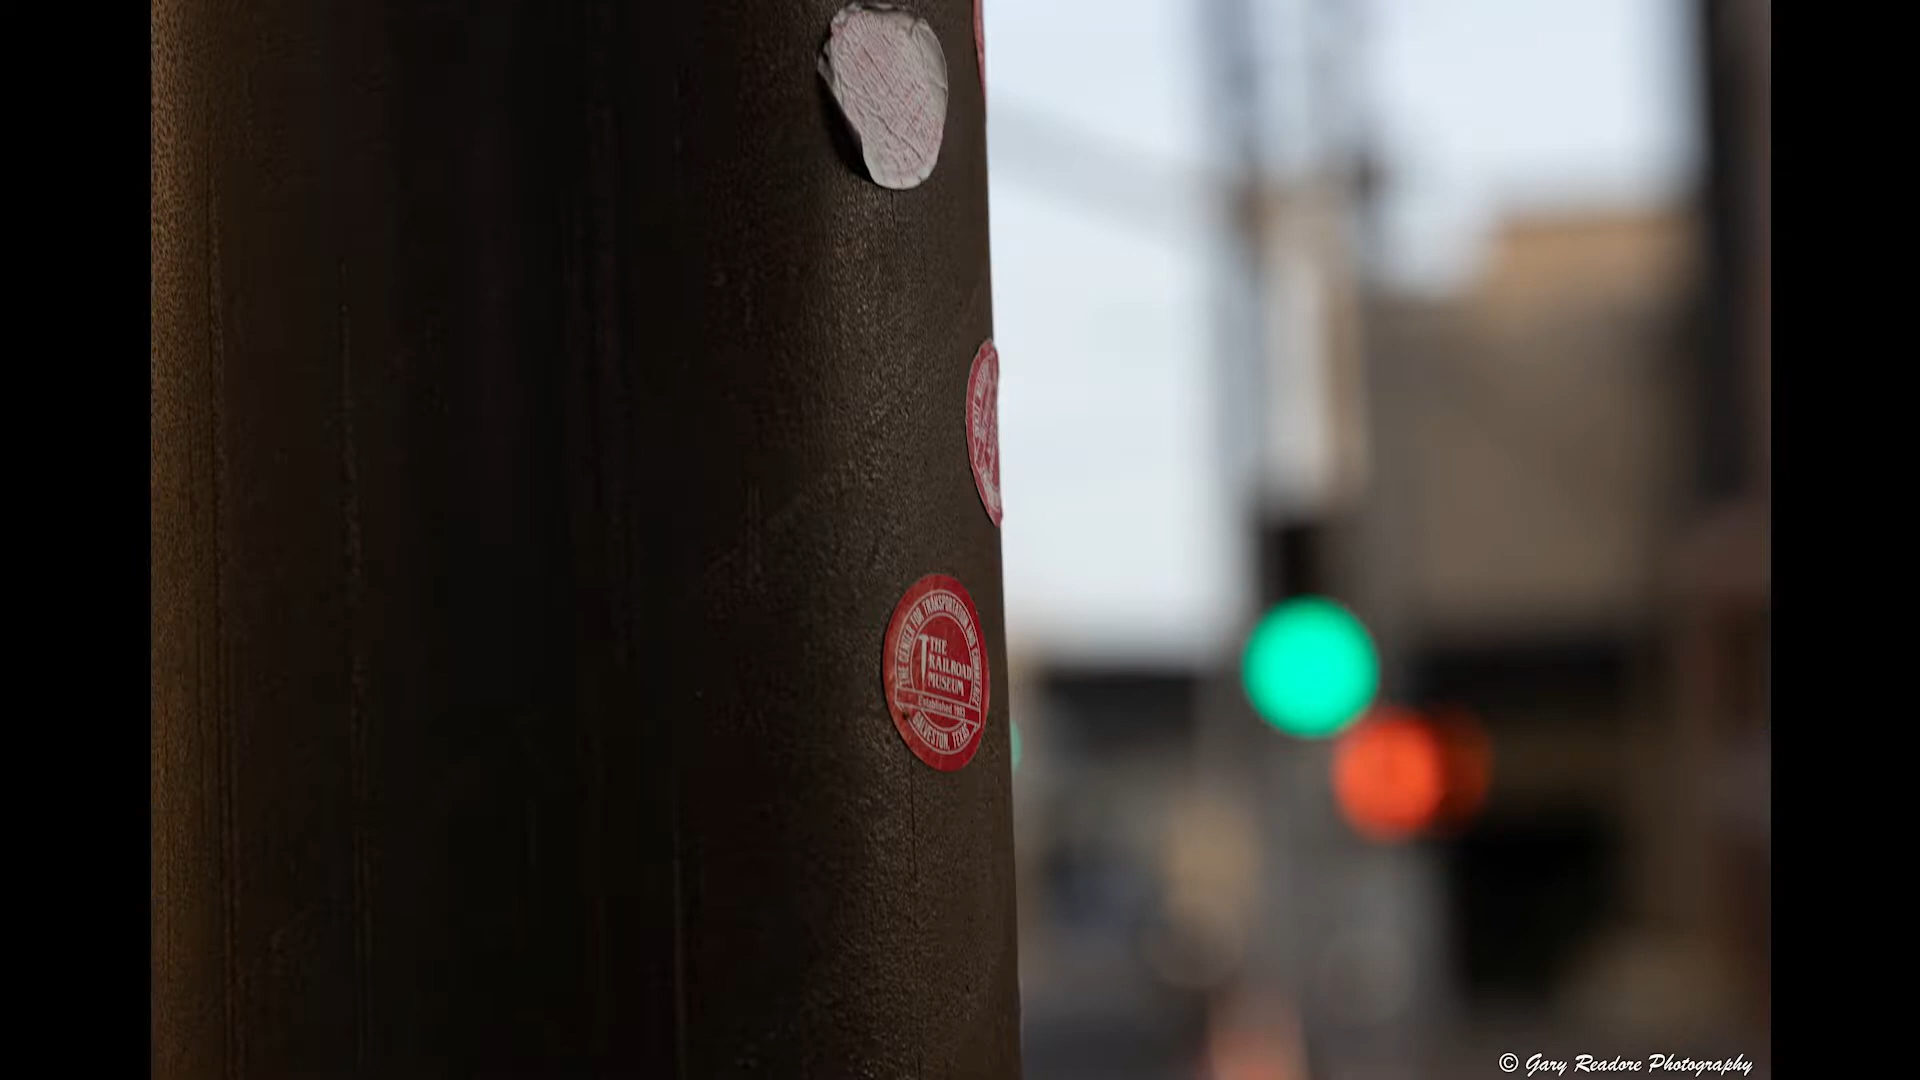 THE CENTER FOR TRANSPORTATION AND COMMERCE
THE
RAILROAD
MUSEUM
Established 1983
GALVESTON, TEXAS
© Gary Readore Photography